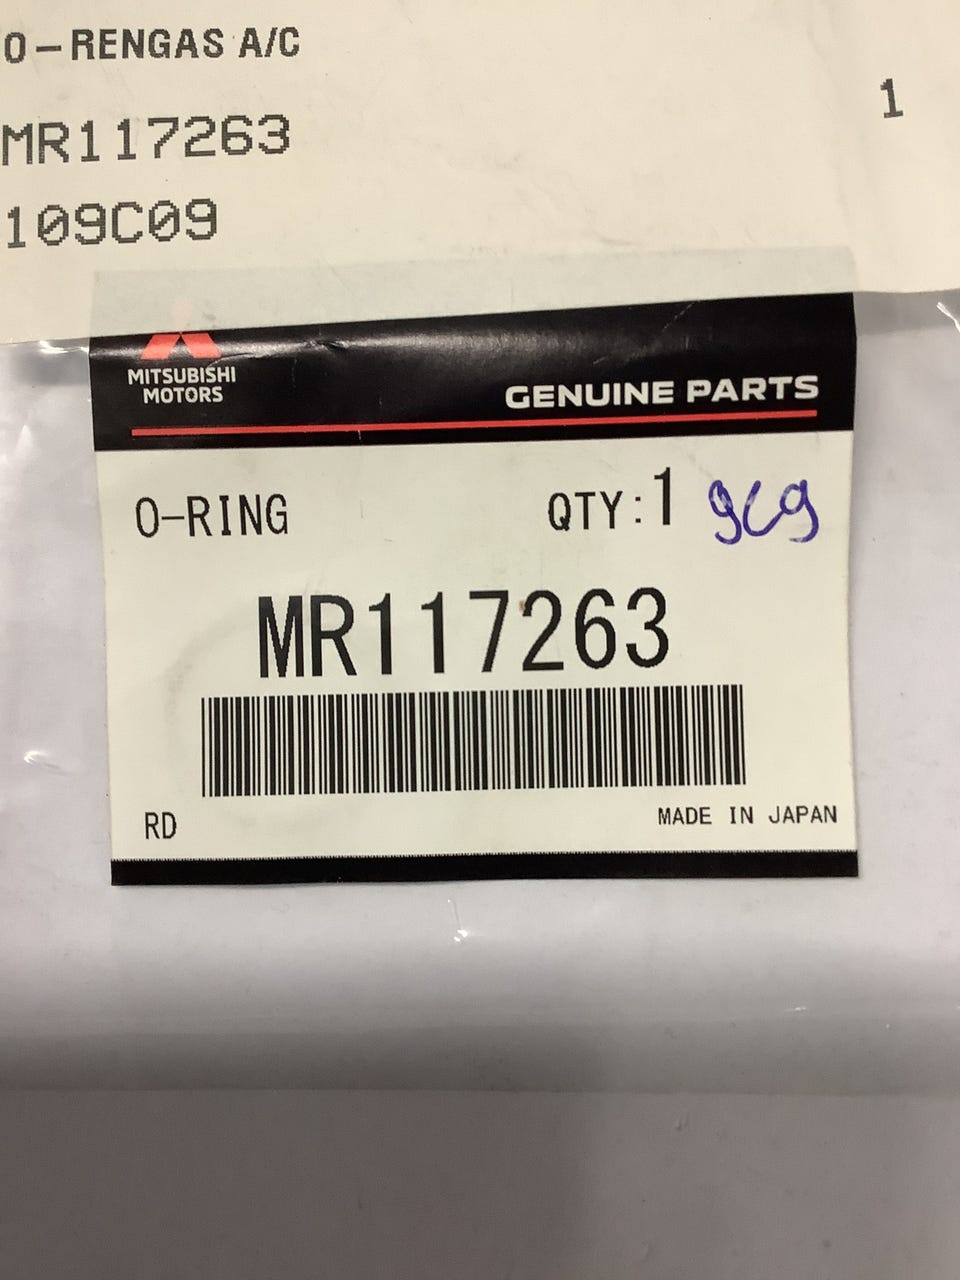 O-RENGAS A/C
1
MR117263
109C09
MITSUBISHI
MOTORS
GENUINE PARTS
O-RING QTY:1 9C9
MR117263
RD MADE IN JAPAN